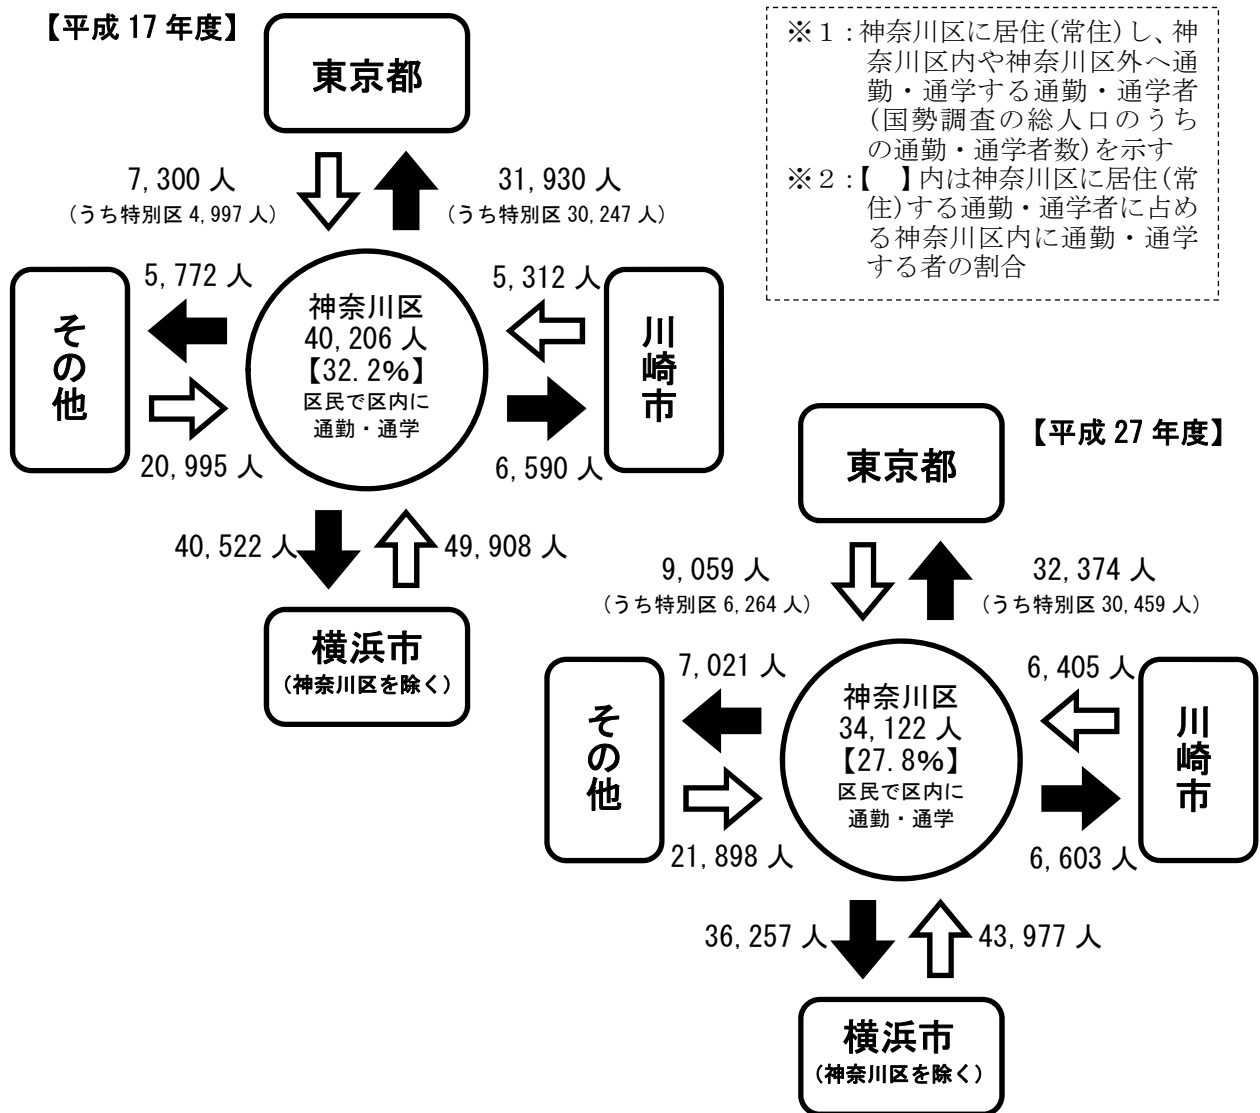 【平成 17 年度】
東京都
7,300 人
(うち特別区 4,997 人)
31,930 人
(うち特別区 30,247 人)
5,772 人
5,312 人
その他
神奈川区
40,206 人
【32.2%】
区民で区内に
通勤・通学
川崎市
20,995 人
6,590 人
40,522 人
49,908 人
横浜市
(神奈川区を除く)
※1:神奈川区に居住(常住)し、神
奈川区内や神奈川区外へ通
勤・通学する通勤・通学者
(国勢調査の総人口のうち
の通勤・通学者数)を示す
※2:【　】内は神奈川区に居住(常
住)する通勤・通学者に占め
る神奈川区内に通勤・通学
する者の割合
【平成 27 年度】
東京都
9,059 人
(うち特別区 6,264 人)
32,374 人
(うち特別区 30,459 人)
7,021 人
6,405 人
その他
神奈川区
34,122 人
【27.8%】
区民で区内に
通勤・通学
川崎市
21,898 人
6,603 人
36,257 人
43,977 人
横浜市
(神奈川区を除く)